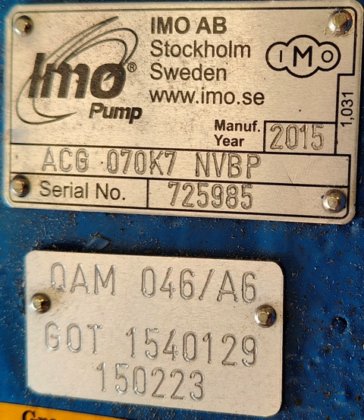 imo® Pump
IMO AB
Stockholm
Sweden
www.imo.se
IMO
1,031
Manuf. Year 2015
ACG 070K7 NVBP
Serial No. 725985
QAM 046/A6
GOT 1540129
150223